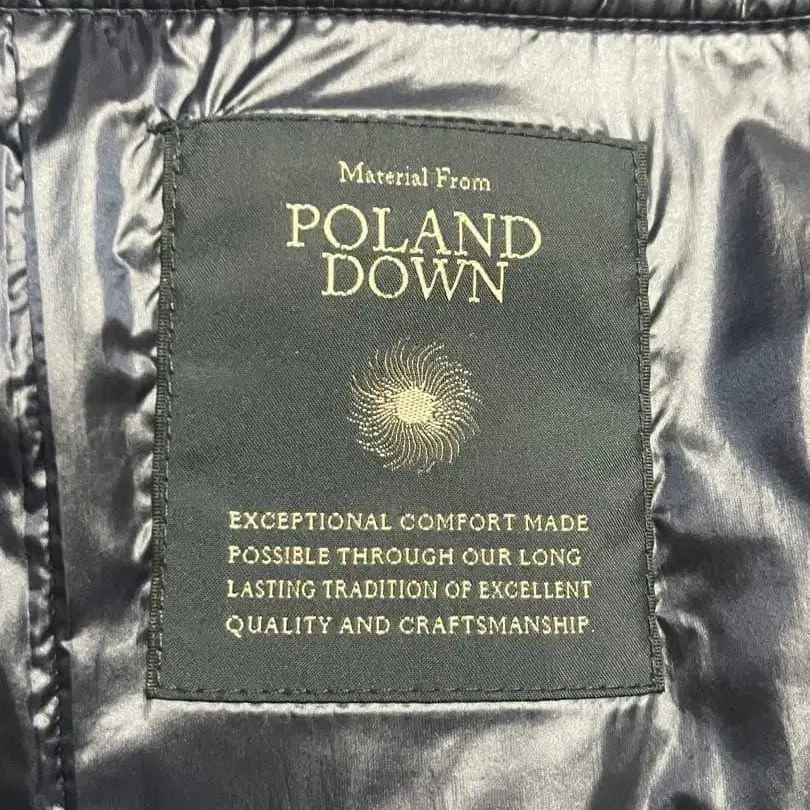 Material From
POLAND
DOWN
EXCEPTIONAL COMFORT MADE
POSSIBLE THROUGH OUR LONG
LASTING TRADITION OF EXCELLENT
QUALITY AND CRAFTSMANSHIP.